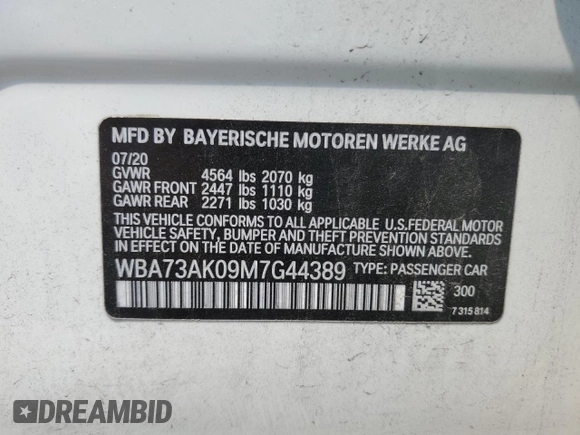 MFD BY BAYERISCHE MOTOREN WERKE AG
07/20
GVWR 4564 lbs 2070 kg
GAWR FRONT 2447 lbs 1110 kg
GAWR REAR 2271 lbs 1030 kg
THIS VEHICLE CONFORMS TO ALL APPLICABLE U.S.FEDERAL MOTOR
VEHICLE SAFETY, BUMPER AND THEFT PREVENTION STANDARDS
IN EFFECT ON THE DATE OF MANUFACTURE SHOWN ABOVE.
WBA73AK09M7G44389 TYPE: PASSENGER CAR
300
7 315 814
DREAMBID